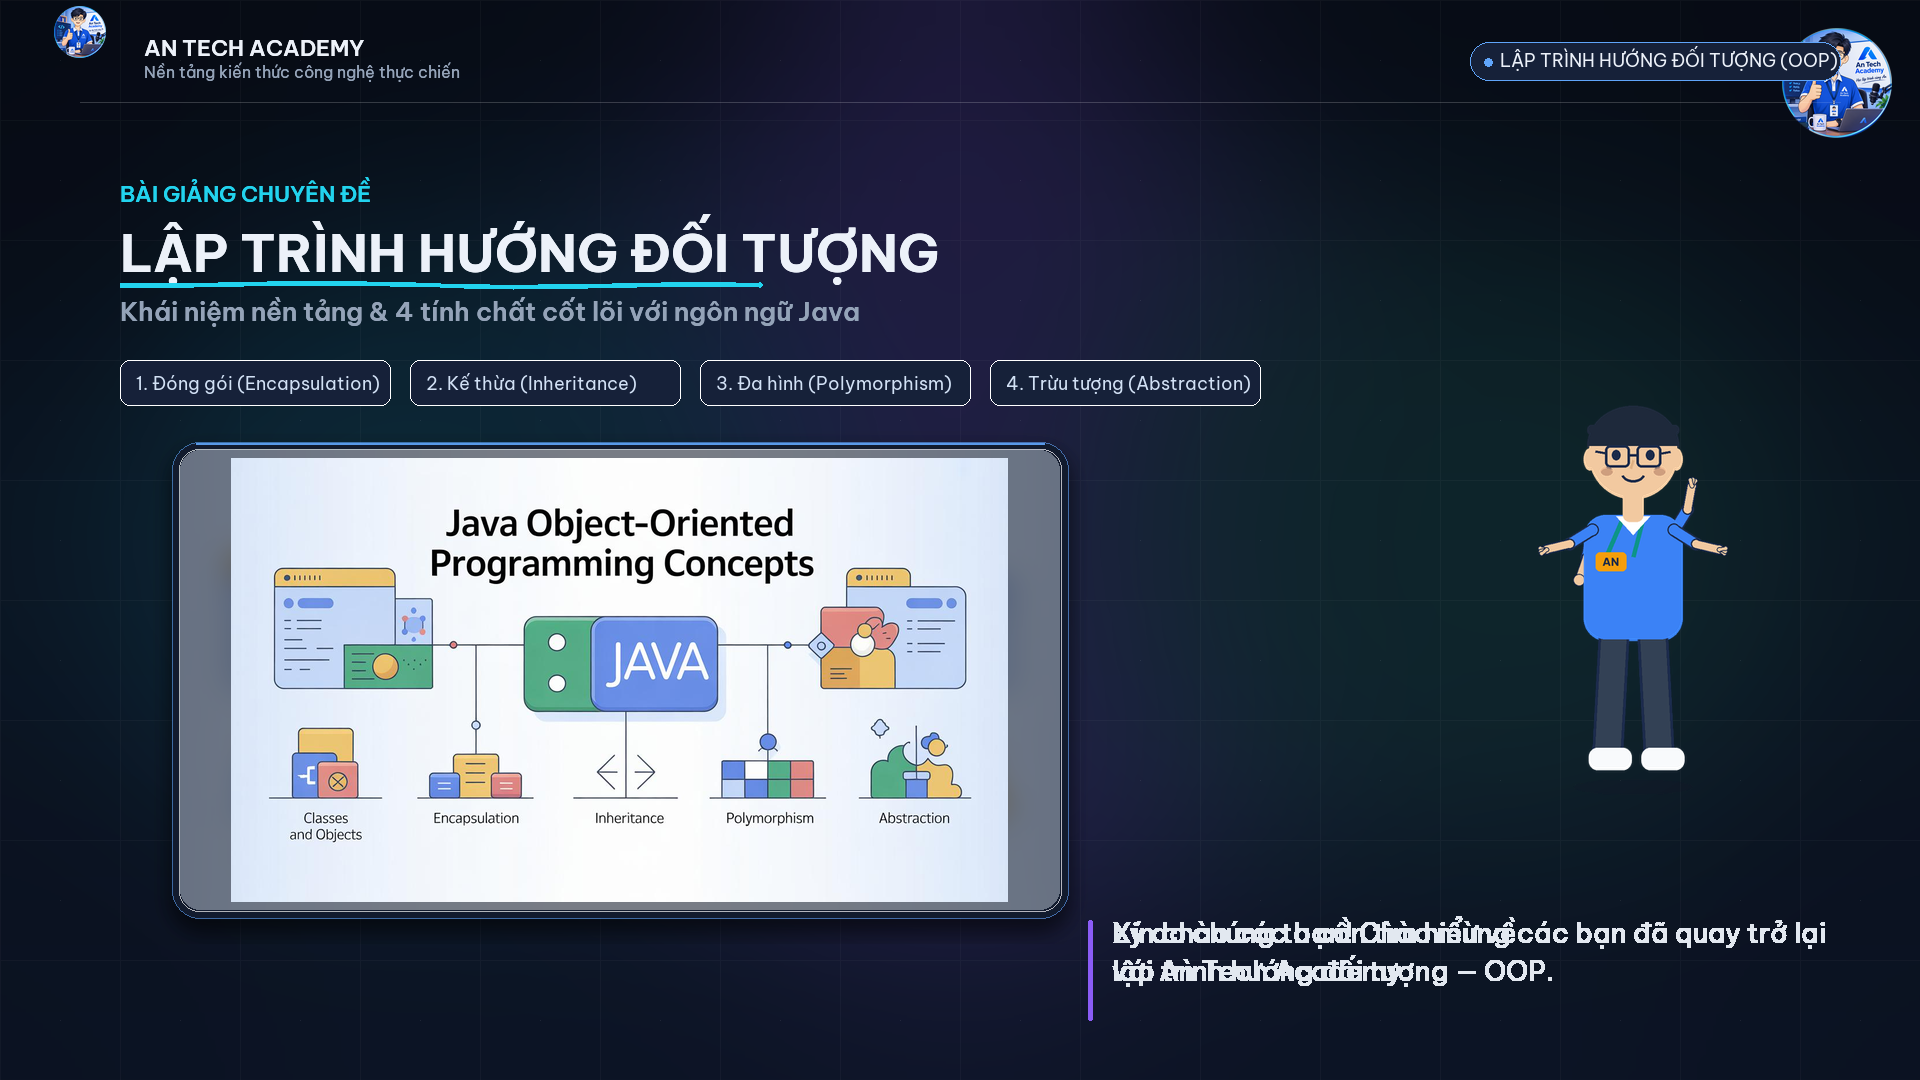 AN TECH ACADEMY
Nền tảng kiến thức công nghệ thực chiến
LẬP TRÌNH HƯỚNG ĐỐI TƯỢNG (OOP)
An Tech
Academy
BÀI GIẢNG CHUYÊN ĐỀ
LẬP TRÌNH HƯỚNG ĐỐI TƯỢNG
Khái niệm nền tảng & 4 tính chất cốt lõi với ngôn ngữ Java
1. Đóng gói (Encapsulation)
2. Kế thừa (Inheritance)
3. Đa hình (Polymorphism)
4. Trừu tượng (Abstraction)
Java Object-Oriented
Programming Concepts
JAVA
Classes
and Objects
Encapsulation
Inheritance
Polymorphism
Abstraction
AN
các bạn đã quay trở lại
— OOP.